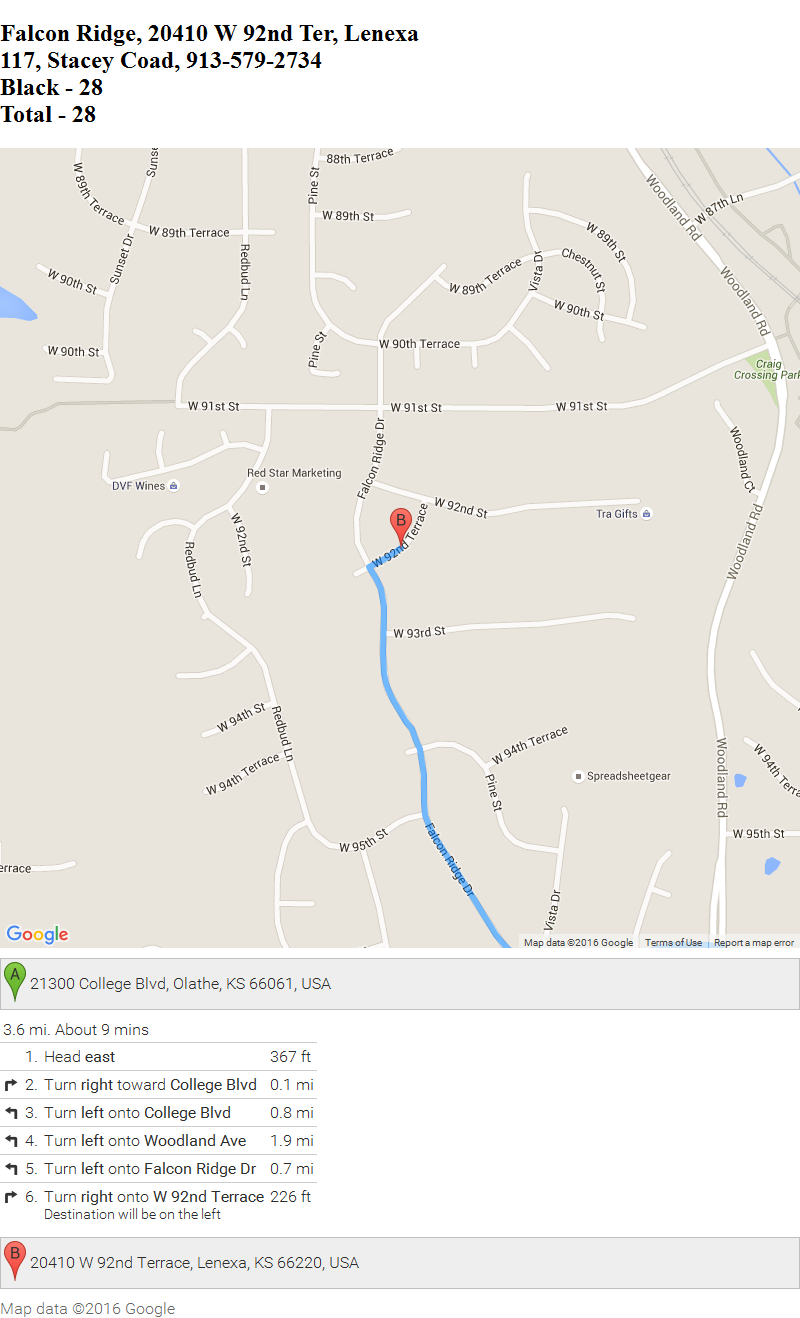 Falcon Ridge, 20410 W 92nd Ter, Lenexa
117, Stacey Coad, 913-579-2734
Black - 28
Total - 28
88th Terrace
Sunset
W 89th Terrace
Pine St
W 89th St
W 89th Terrace
Sunset Dr
Redbud Ln
W 90th St
W 90th St
Pine St
W 90th Terrace
W 89th Terrace
Vista Dr
Chestnut St
W 89th St
W 90th St
Woodland Rd
W 87th Ln
Woodland Rd
Craig
Crossing Park
W 91st St
W 91st St
W 91st St
Falcon Ridge Dr
Red Star Marketing
DVF Wines
W 92nd St
Redbud Ln
W 92nd St
Tra Gifts
Woodland Ct
Woodland Rd
B
W 92nd Terrace
W 93rd St
W 94th St
Redbud Ln
W 94th Terrace
W 94th Terrace
Pine St
Spreadsheetgear
Woodland Rd
W 94th Terra
W 95th St
W 95th St
Falcon Ridge Dr
Vista Dr
errace
Google
Map data ©2016 Google Terms of Use Report a map error
A 21300 College Blvd, Olathe, KS 66061, USA
3.6 mi. About 9 mins
1. Head east 367 ft
2. Turn right toward College Blvd 0.1 mi
3. Turn left onto College Blvd 0.8 mi
4. Turn left onto Woodland Ave 1.9 mi
5. Turn left onto Falcon Ridge Dr 0.7 mi
6. Turn right onto W 92nd Terrace 226 ft
Destination will be on the left
B 20410 W 92nd Terrace, Lenexa, KS 66220, USA
Map data ©2016 Google